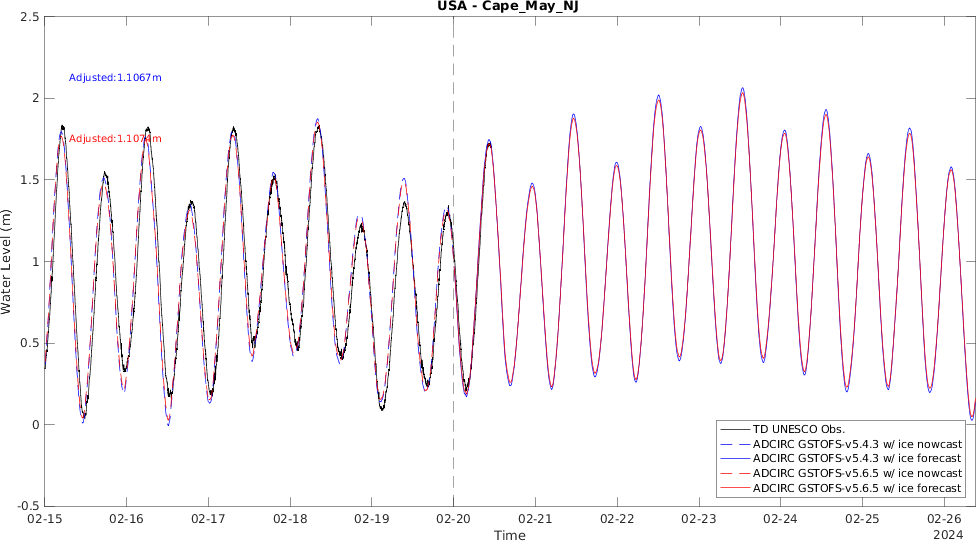 USA - Cape_May_NJ
2.5
2
1.5
1
0.5
0
-0.5
Water Level (m)
Adjusted:1.1067m
Adjusted:1.1074m
TD UNESCO Obs.
ADCIRC GSTOFS-v5.4.3 w/ ice nowcast
ADCIRC GSTOFS-v5.4.3 w/ ice forecast
ADCIRC GSTOFS-v5.6.5 w/ ice nowcast
ADCIRC GSTOFS-v5.6.5 w/ ice forecast
02-15 02-16 02-17 02-18 02-19 02-20 02-21 02-22 02-23 02-24 02-25 02-26
Time
2024